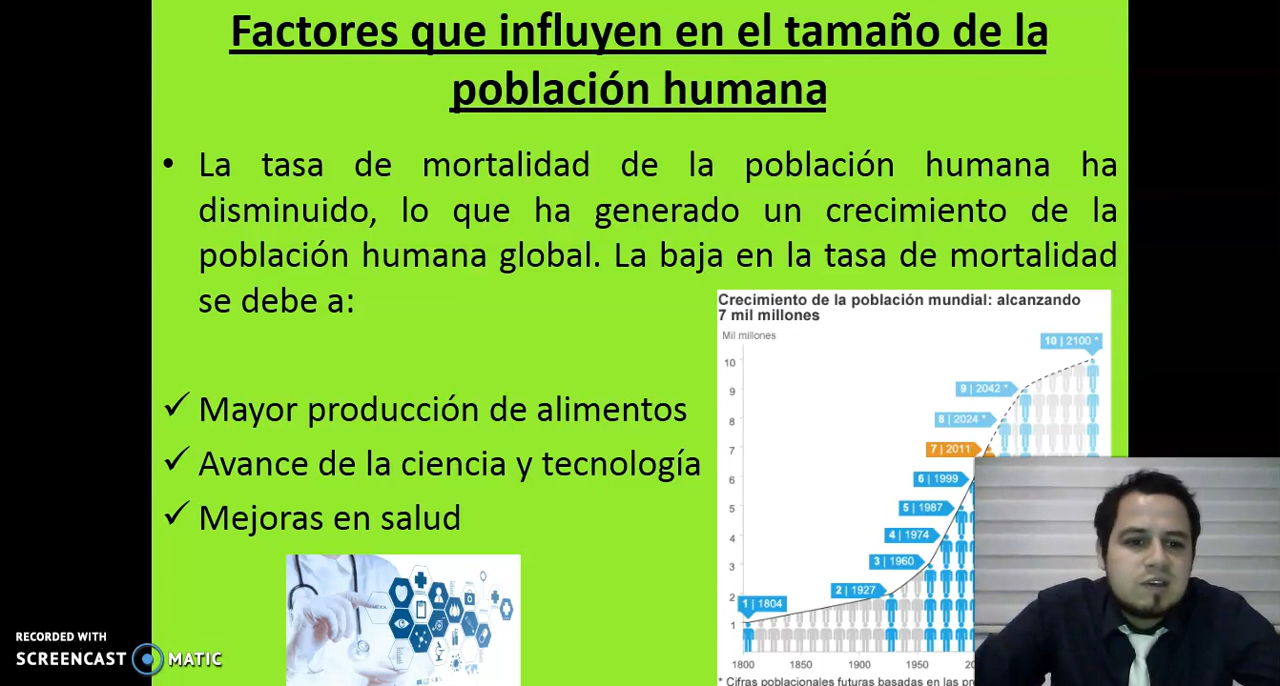 Factores que influyen en el tamaño de la
población humana
• La tasa de mortalidad de la población humana ha
disminuido, lo que ha generado un crecimiento de la
población humana global. La baja en la tasa de mortalidad
se debe a:
✓ Mayor producción de alimentos
✓ Avance de la ciencia y tecnología
✓ Mejoras en salud
Crecimiento de la población mundial: alcanzando
7 mil millones
Mil millones
10 | 2100 *
10
9 | 2042 *
9
8 | 2024 *
8
7 | 2011
7
6 | 1999
6
5 | 1987
5
4 | 1974
4
3 | 1960
3
2 | 1927
2
1 | 1804
1
1800 1850 1900 1950 20
* Cifras poblacionales futuras basadas en las pr
RECORDED WITH
SCREENCAST MATIC